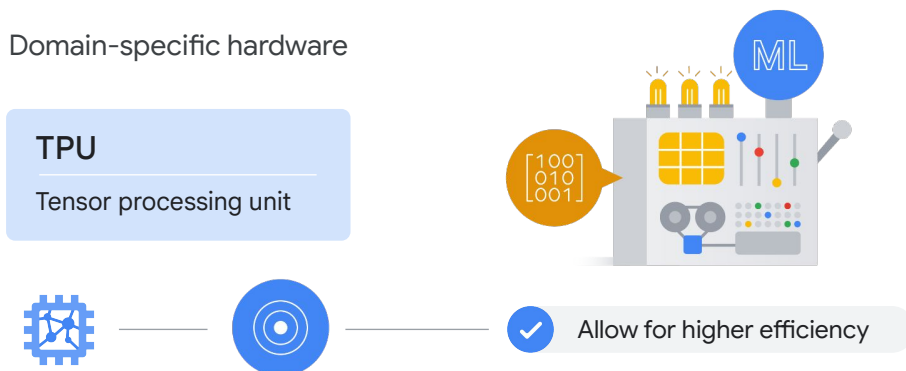 Domain-specific hardware
ML
TPU
Tensor processing unit
[100]
[010]
[001]
Allow for higher efficiency